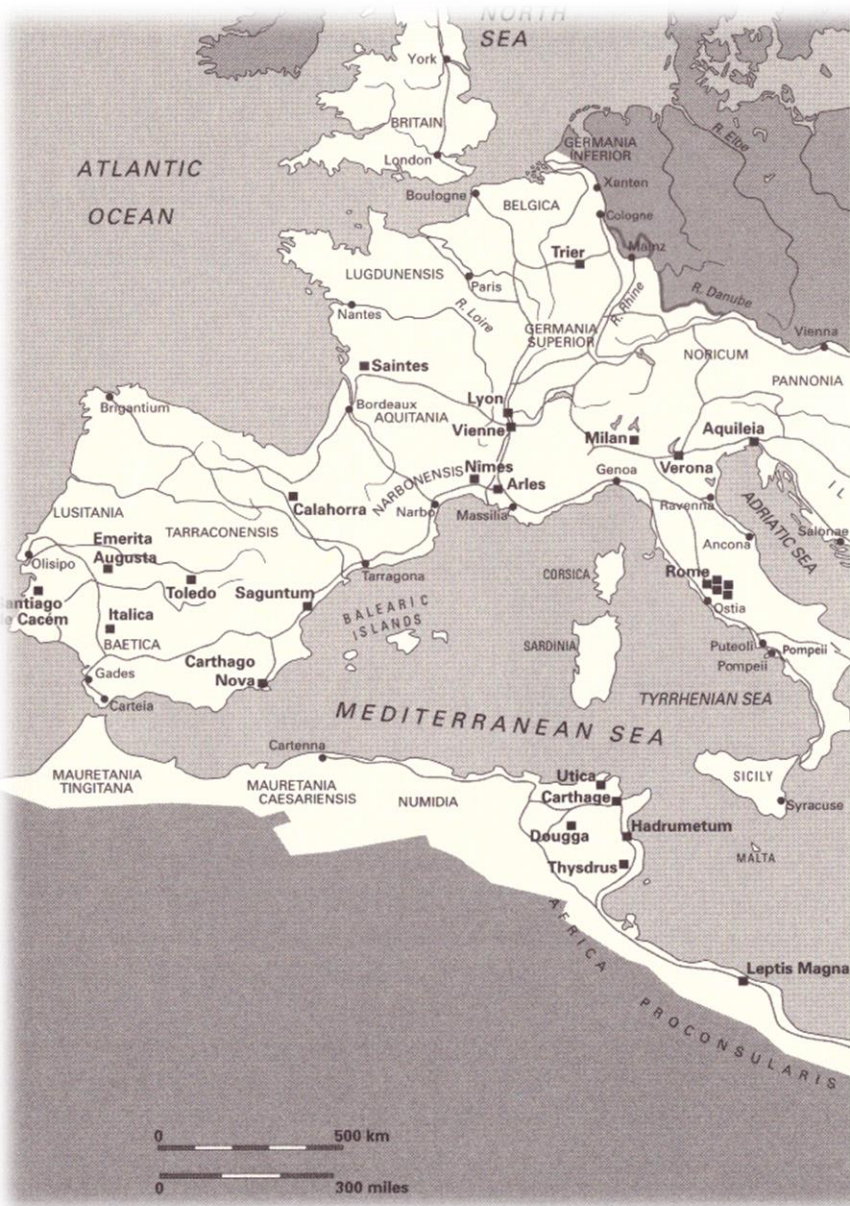 NORTH
SEA
York
BRITAIN
London
ATLANTIC
OCEAN
GERMANIA
INFERIOR
R. Elbe
Xanten
Boulogne
BELGICA
Cologne
Trier
Mainz
LUGDUNENSIS
Paris
R. Rhine
R. Danube
Nantes
R. Loire
GERMANIA
SUPERIOR
Vienna
NORICUM
Saintes
PANNONIA
Lyon
Brigantium
Bordeaux
AQUITANIA
Vienne
Milan
Aquileia
Verona
Nîmes
Genoa
NARBONENSIS
Arles
IL
Calahorra
Narbo
Massilia
Ravenna
LUSITANIA
TARRACONENSIS
ADRIATIC SEA
Salonae
Emerita
Augusta
Ancona
Olisipo
Tarragona
CORSICA
Rome
Toledo
Saguntum
Santiago
de Cacém
BALEARIC
ISLANDS
Ostia
Italica
BAETICA
SARDINIA
Puteoli
Pompeii
Pompeii
Carthago
Nova
Gades
Carteia
TYRRHENIAN SEA
MEDITERRANEAN SEA
Cartenna
MAURETANIA
TINGITANA
MAURETANIA
CAESARIENSIS
NUMIDIA
Utica
Carthage
SICILY
Syracuse
Dougga
Hadrumetum
Thysdrus
MALTA
AFRICA PROCONSULARIS
Leptis Magna
0 500 km
0 300 miles